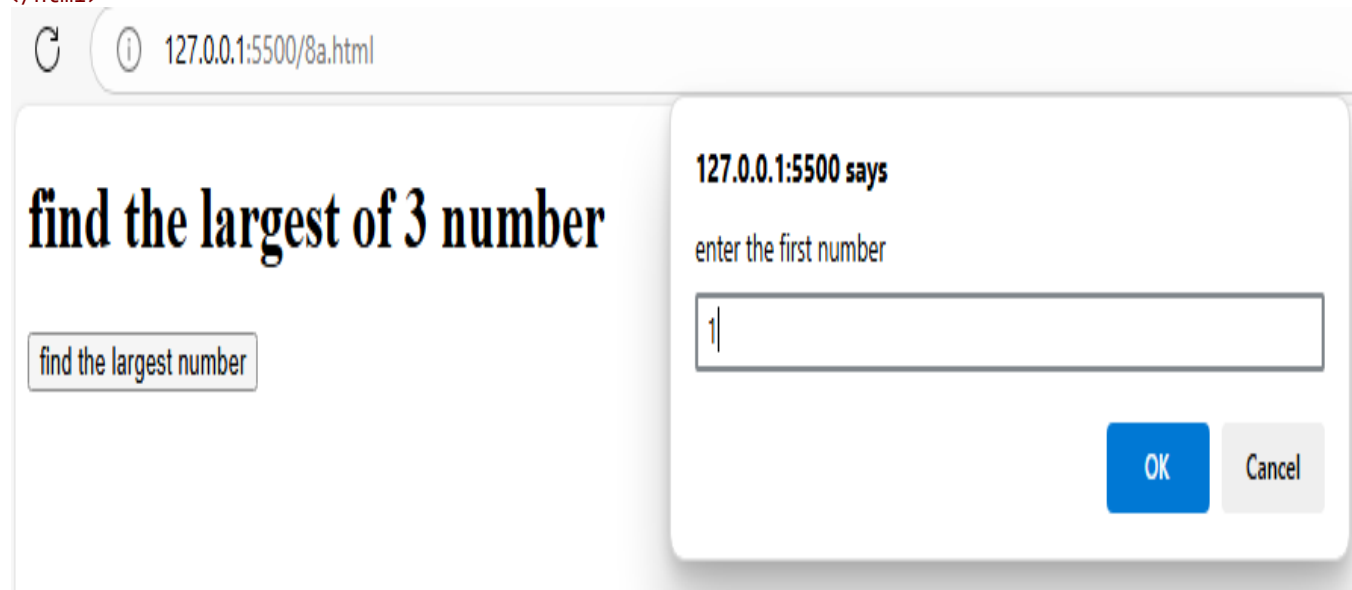 127.0.0.1:5500/8a.html
127.0.0.1:5500 says
find the largest of 3 number
enter the first number
1
find the largest number
OK Cancel